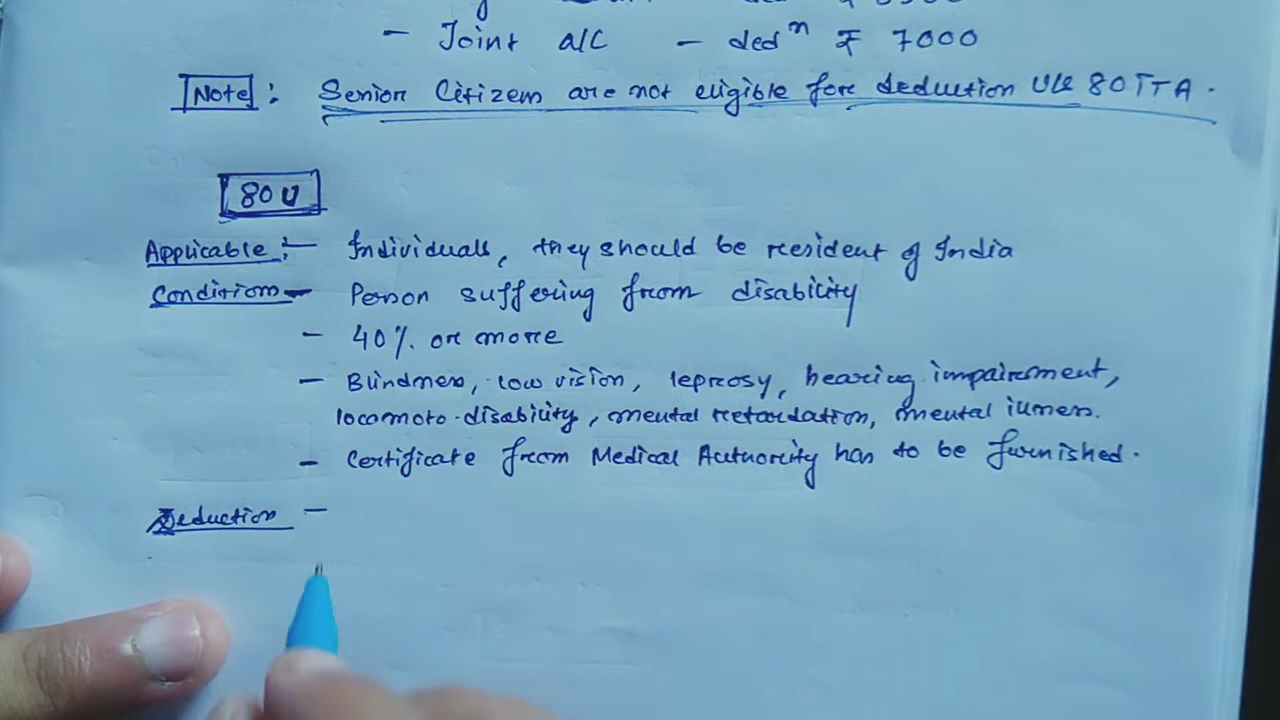 - Joint a/c - dedⁿ ₹ 7000
Note : Senior Citizens are not eligible for deduction U/s 80TTA.
80U
Applicable :- Individuals, they should be resident of India
Condition - Person suffering from disability
- 40% or more
- Blindness, low vision, leprosy, hearing impairment,
locomoto-disability, mental retardation, mental illness.
- Certificate from Medical Authority has to be furnished.
Deduction -